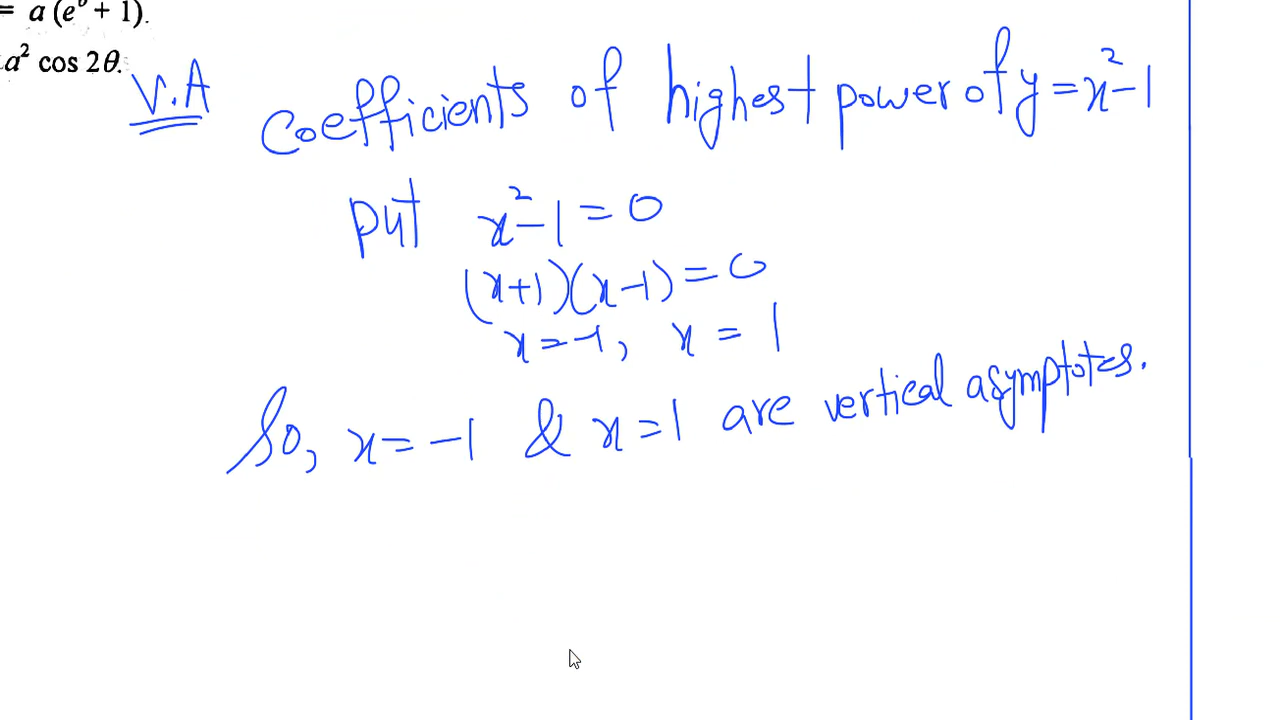 = a (e^θ + 1).
a² cos 2θ.
V.A
Coefficients of highest power of y = x² - 1
put x² - 1 = 0
(x+1)(x-1) = 0
x = -1, x = 1
So, x = -1 & x = 1 are vertical asymptotes.